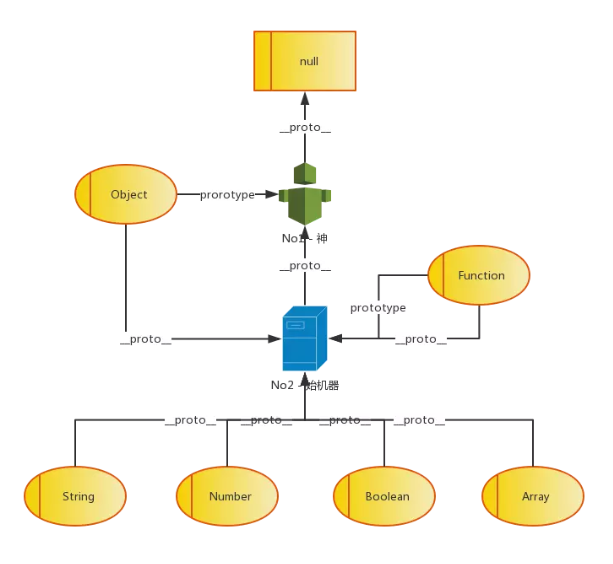 null
__proto__
Object
prorotype
No1 - 神
__proto__
Function
prototype
__proto__
__proto__
No2 - 始机器
__proto__
__proto__
__proto__
__proto__
String
Number
Boolean
Array